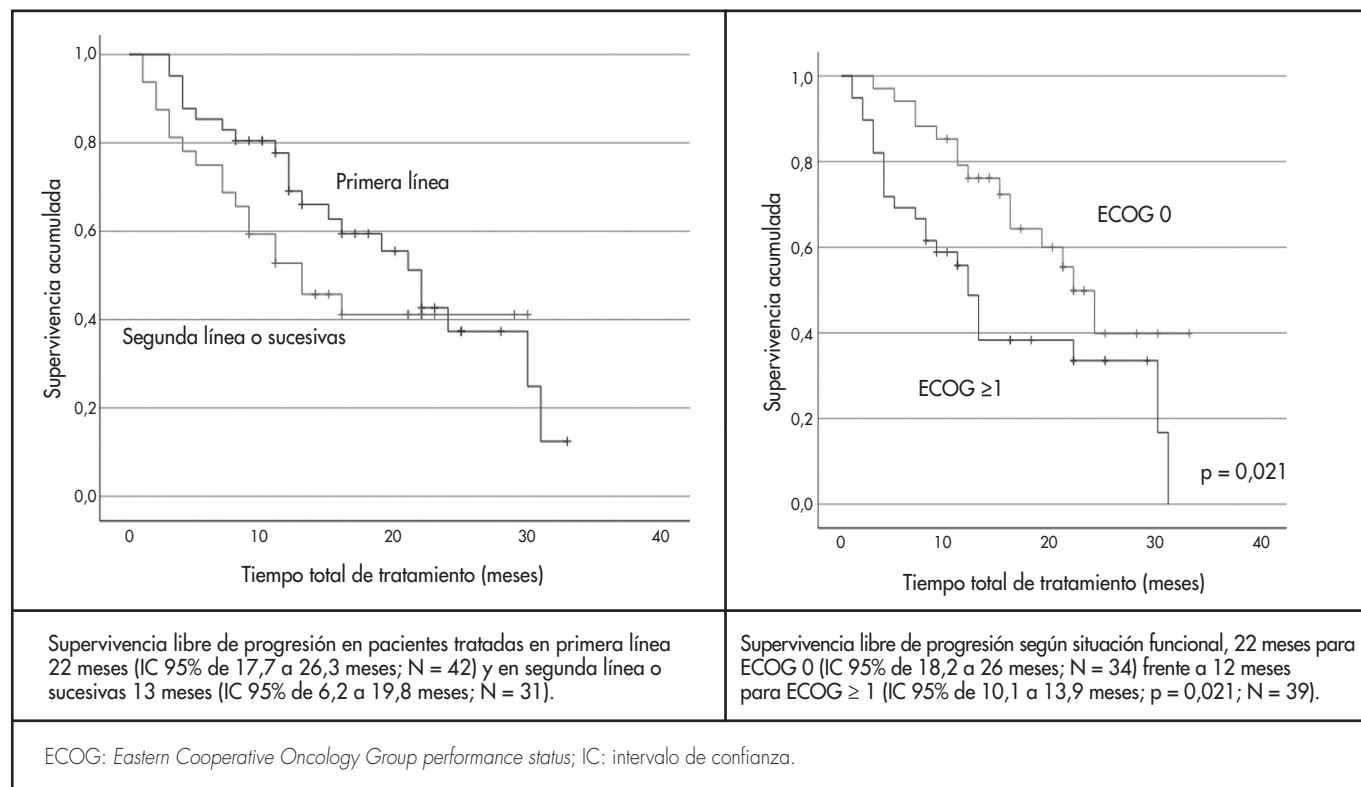 1,0
0,8
0,6
0,4
0,2
0,0
Supervivencia acumulada
Primera línea
Segunda línea o sucesivas
0 10 20 30 40
Tiempo total de tratamiento (meses)
1,0
0,8
0,6
0,4
0,2
0,0
Supervivencia acumulada
ECOG 0
ECOG ≥1
p = 0,021
0 10 20 30 40
Tiempo total de tratamiento (meses)
Supervivencia libre de progresión en pacientes tratadas en primera línea
22 meses (IC 95% de 17,7 a 26,3 meses; N = 42) y en segunda línea o
sucesivas 13 meses (IC 95% de 6,2 a 19,8 meses; N = 31).
Supervivencia libre de progresión según situación funcional, 22 meses para
ECOG 0 (IC 95% de 18,2 a 26 meses; N = 34) frente a 12 meses
para ECOG ≥ 1 (IC 95% de 10,1 a 13,9 meses; p = 0,021; N = 39).
ECOG: Eastern Cooperative Oncology Group performance status; IC: intervalo de confianza.